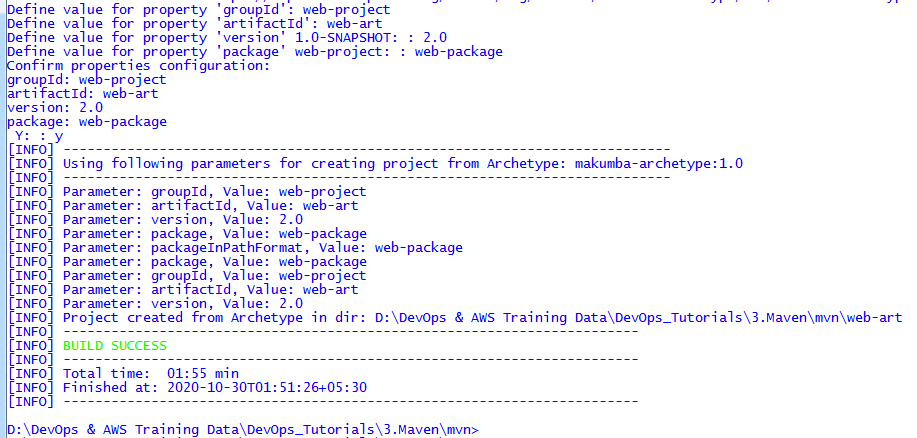 Define value for property 'groupId': web-project
Define value for property 'artifactId': web-art
Define value for property 'version' 1.0-SNAPSHOT: : 2.0
Define value for property 'package' web-project: : web-package
Confirm properties configuration:
groupId: web-project
artifactId: web-art
version: 2.0
package: web-package
 Y: : y
[INFO] ----------------------------------------------------------------------------
[INFO] Using following parameters for creating project from Archetype: makumba-archetype:1.0
[INFO] ----------------------------------------------------------------------------
[INFO] Parameter: groupId, Value: web-project
[INFO] Parameter: artifactId, Value: web-art
[INFO] Parameter: version, Value: 2.0
[INFO] Parameter: package, Value: web-package
[INFO] Parameter: packageInPathFormat, Value: web-package
[INFO] Parameter: package, Value: web-package
[INFO] Parameter: groupId, Value: web-project
[INFO] Parameter: artifactId, Value: web-art
[INFO] Parameter: version, Value: 2.0
[INFO] Project created from Archetype in dir: D:\DevOps & AWS Training Data\DevOps_Tutorials\3.Maven\mvn\web-art
[INFO] ------------------------------------------------------------------------
[INFO] BUILD SUCCESS
[INFO] ------------------------------------------------------------------------
[INFO] Total time:  01:55 min
[INFO] Finished at: 2020-10-30T01:51:26+05:30
[INFO] ------------------------------------------------------------------------
D:\DevOps & AWS Training Data\DevOps_Tutorials\3.Maven\mvn>